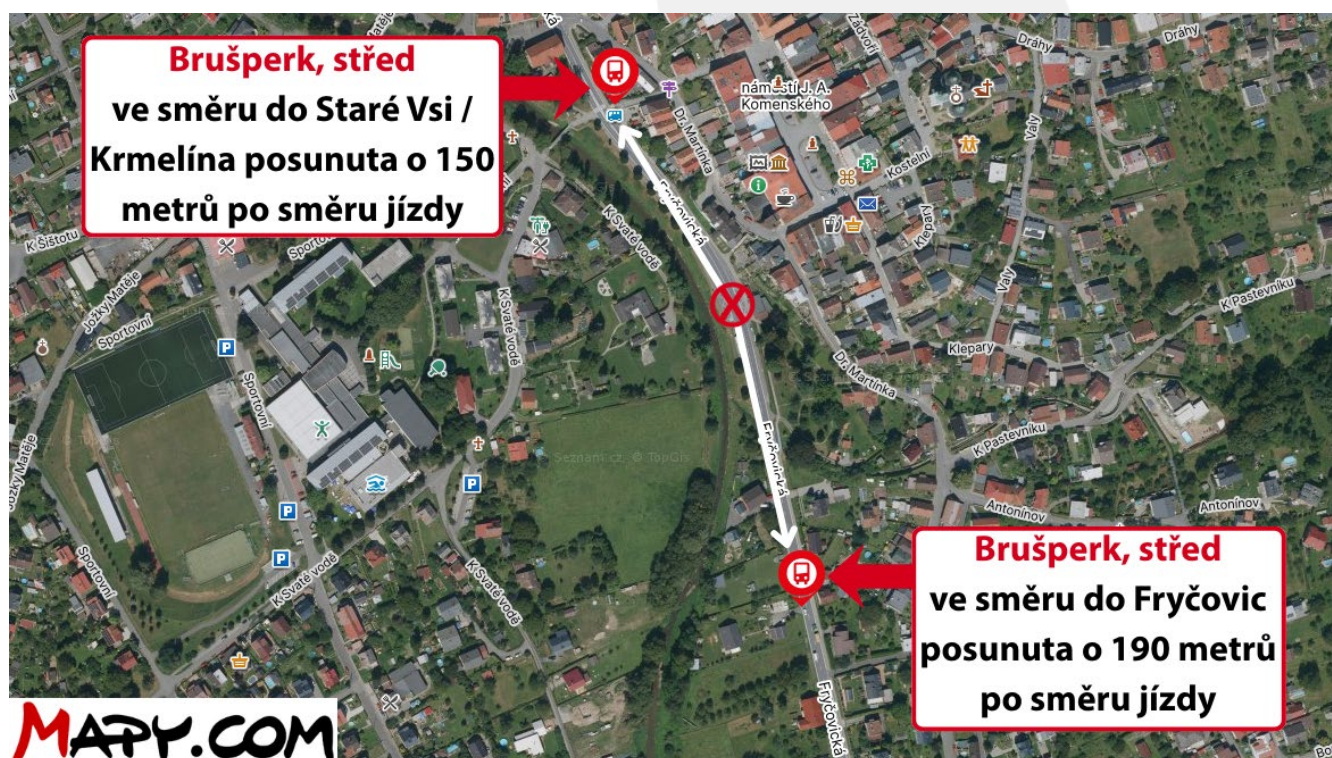 Brušperk, střed
ve směru do Staré Vsi /
Krmelína posunuta o 150
metrů po směru jízdy
Dráhy
Dráhy
náměstí J. A.
Komenského
Dr. Martínka
Valy
Kostelní
Fryčovická
K Svaté vodě
Klepary
K Šištotu
Jožky Matěje
Sportovní
K Svaté vodě
Valy
K Pastevníku
P
Klepary
Sportovní
Dr. Martínka
K Pastevníku
Fryčovická
Jožky Matěje
Seznam.cz, © TopGis
P
P
Antonínov
Antonínov
P
Sportovní
K Svaté vodě
K Svaté vodě
Brušperk, střed
ve směru do Fryčovic
posunuta o 190 metrů
po směru jízdy
Fryčovická
MAPY.COM